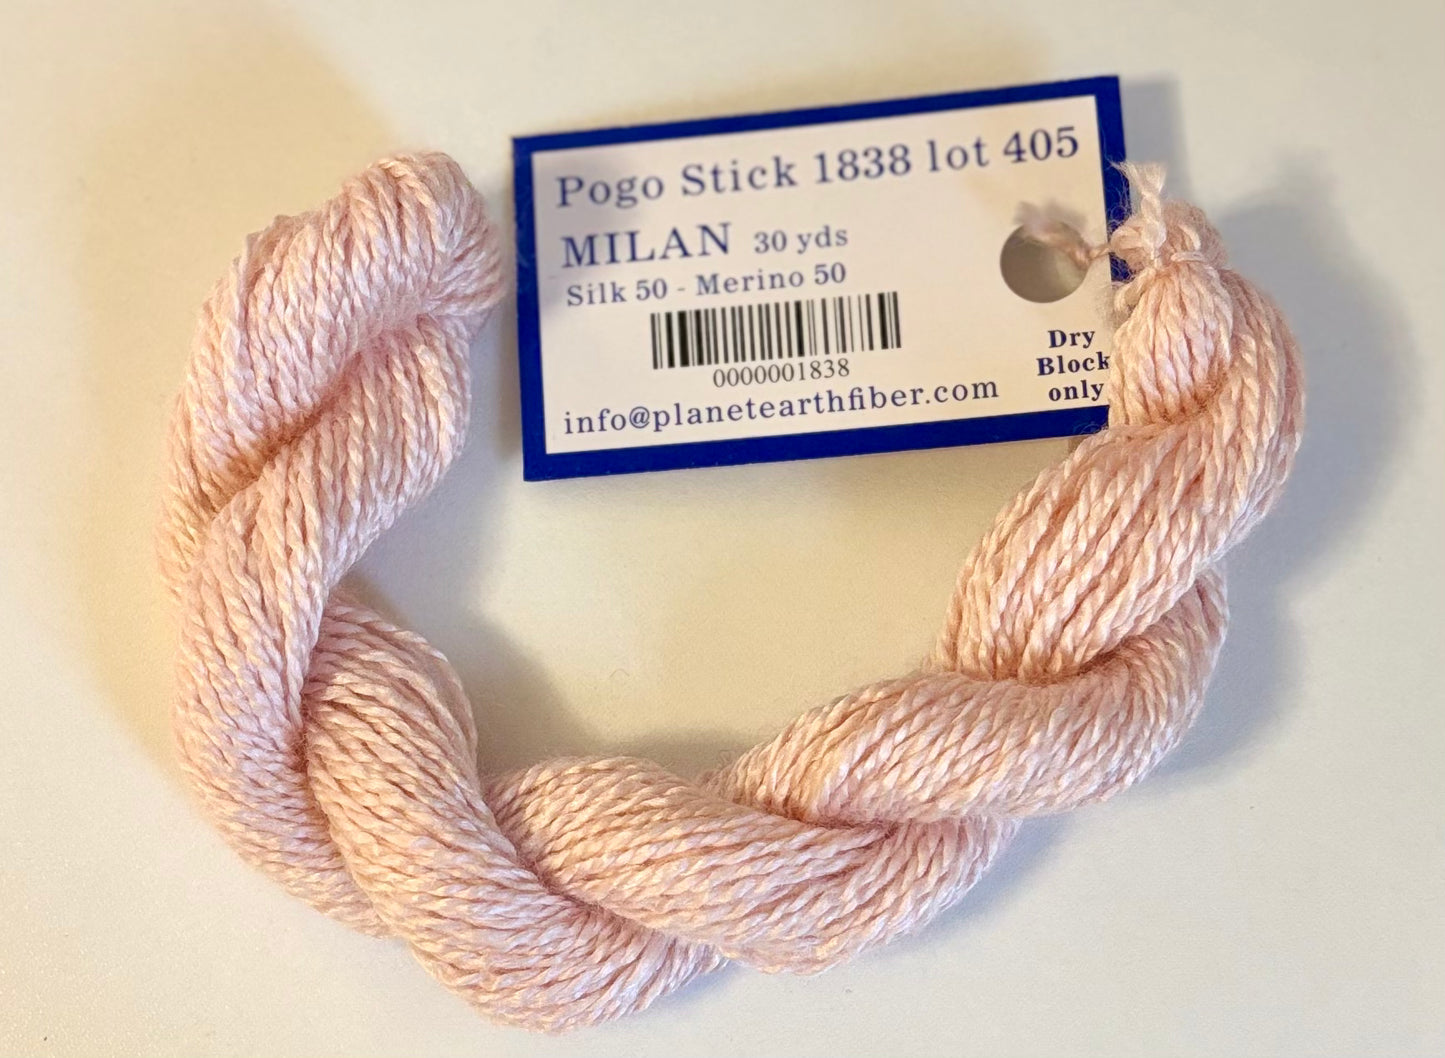 Pogo Stick 1838 lot 405
MILAN 30 yds
Silk 50 - Merino 50
0000001838
info@planetearthfiber.com
Dry
Block
only